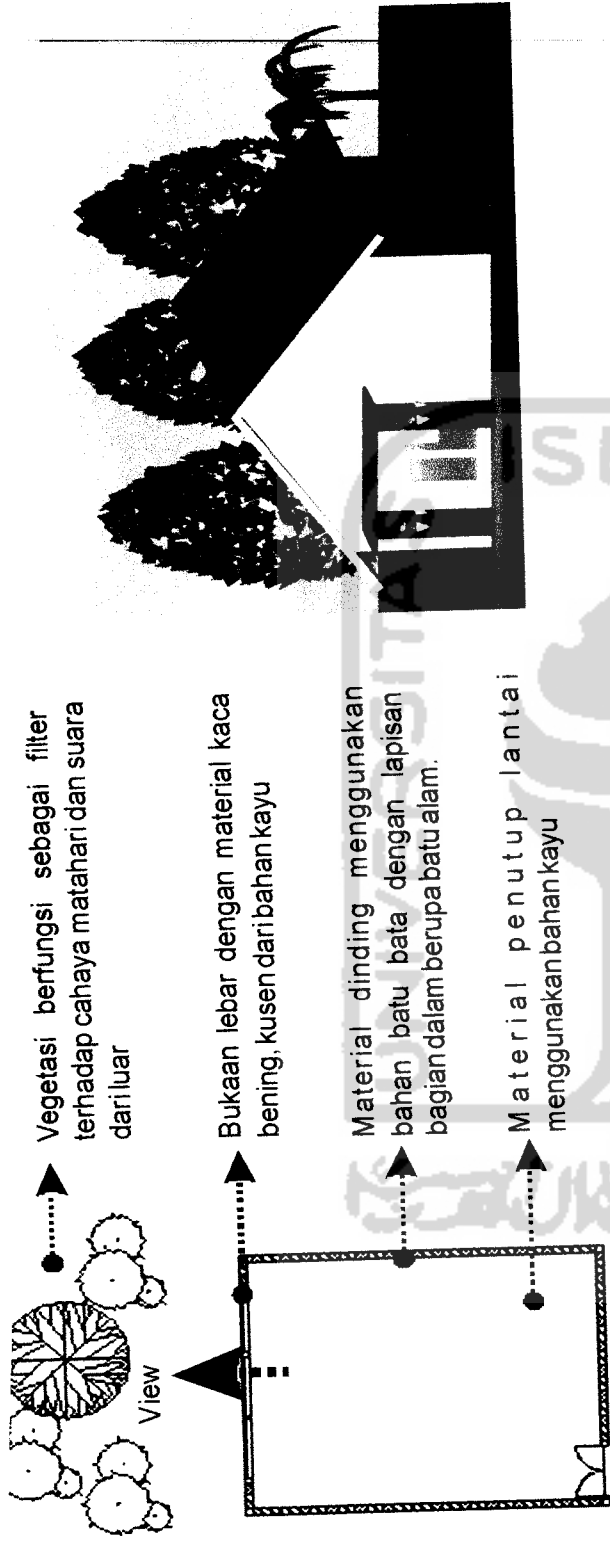 View
Vegetasi berfungsi sebagai filter
terhadap cahaya matahari dan suara
dari luar
Bukaan lebar dengan material kaca
bening, kusen dari bahan kayu
Material dinding menggunakan
bahan batu bata dengan lapisan
bagian dalam berupa batu alam.
Material penutup lantai
menggunakan bahan kayu
UNIVERSITAS